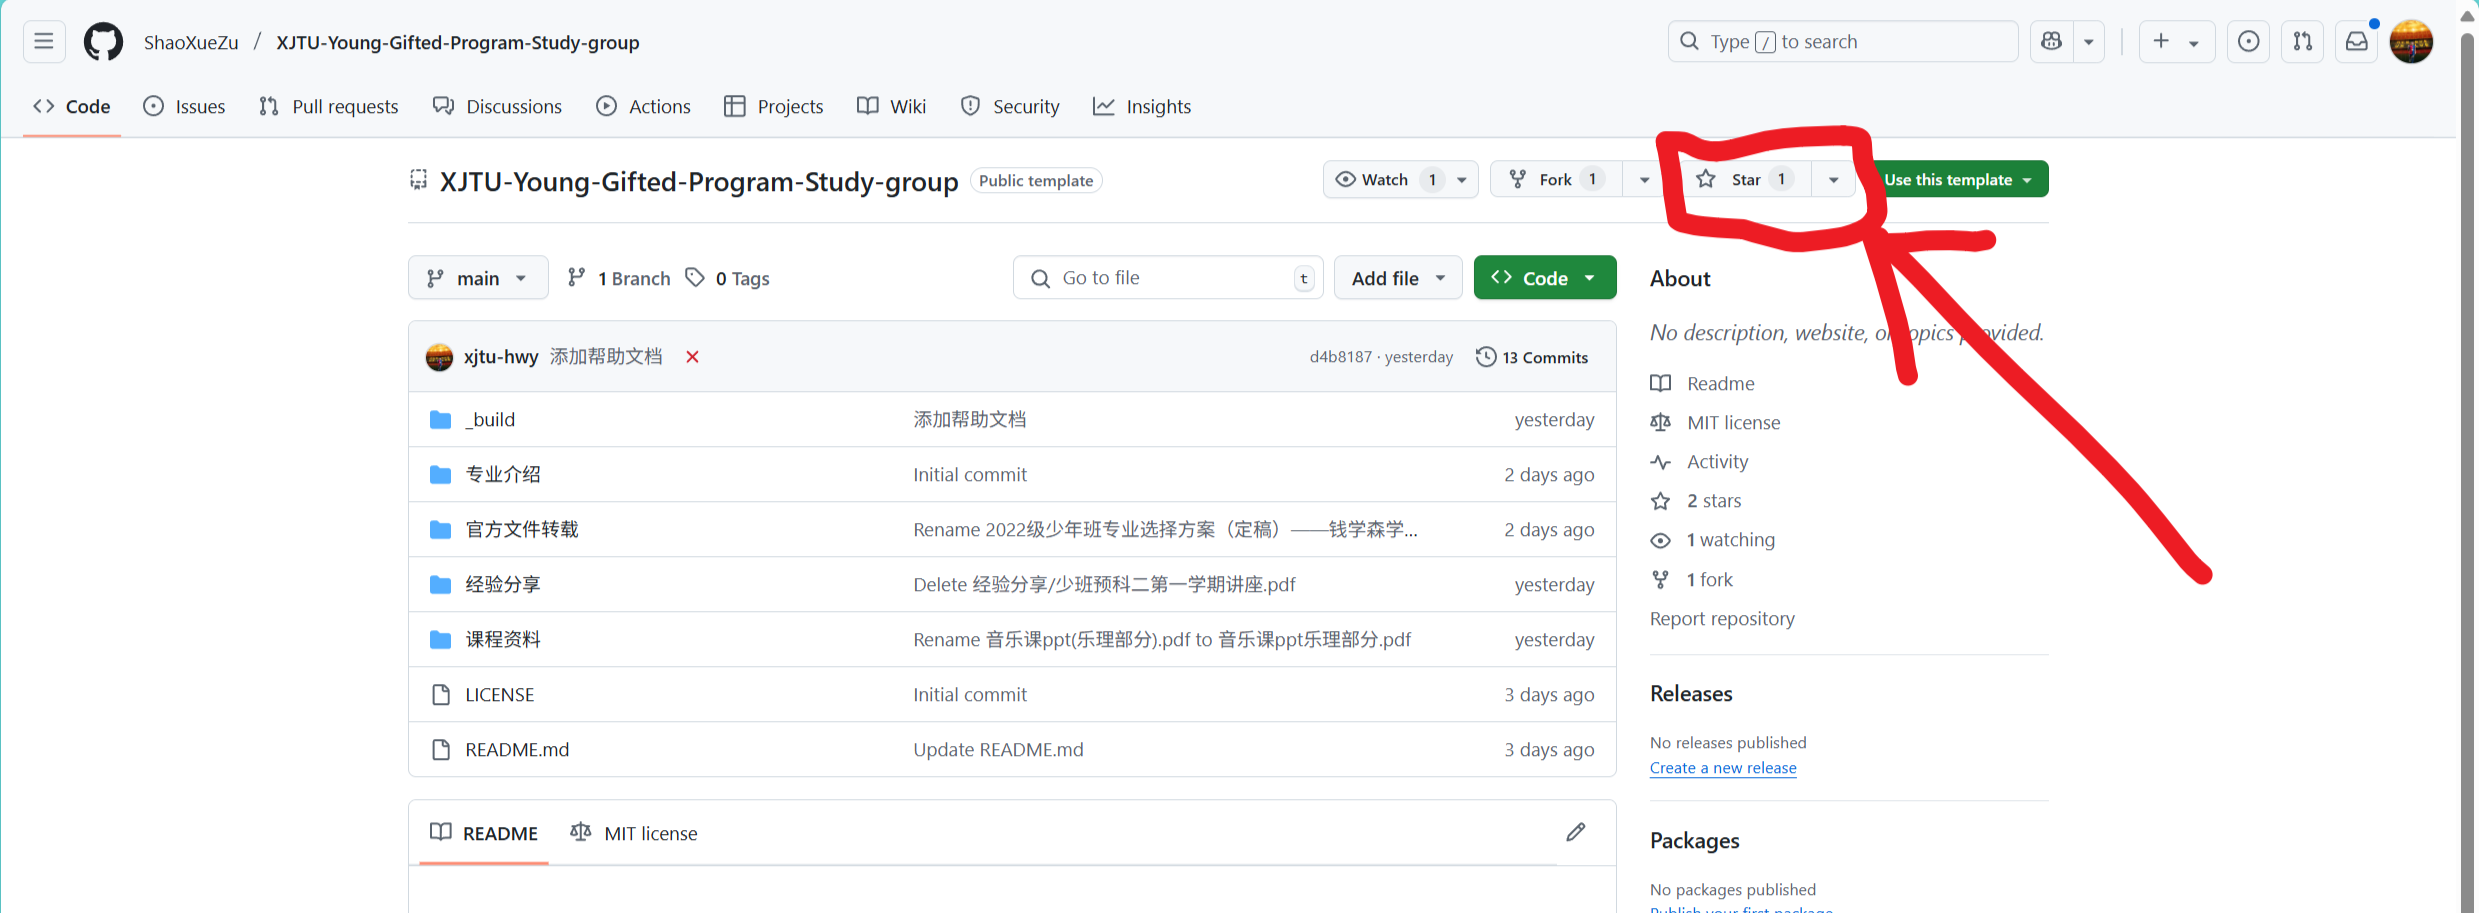 ShaoXueZu / XJTU-Young-Gifted-Program-Study-group
Type / to search
Code Issues Pull requests Discussions Actions Projects Wiki Security Insights
XJTU-Young-Gifted-Program-Study-group Public template
Watch 1 Fork 1 Star 1 Use this template
main 1 Branch 0 Tags Go to file t Add file Code
About
No description, website, or topics provided.
xjtu-hwy 添加帮助文档 d4b8187 · yesterday 13 Commits
Readme
_build 添加帮助文档 yesterday
MIT license
专业介绍 Initial commit 2 days ago
Activity
官方文件转载 Rename 2022级少年班专业选择方案（定稿）——钱学森学... 2 days ago
2 stars
经验分享 Delete 经验分享/少班预科二第一学期讲座.pdf yesterday
1 watching
1 fork
课程资料 Rename 音乐课ppt(乐理部分).pdf to 音乐课ppt乐理部分.pdf yesterday
Report repository
LICENSE Initial commit 3 days ago
Releases
README.md Update README.md 3 days ago
No releases published
Create a new release
README MIT license
Packages
No packages published
Publish your first package